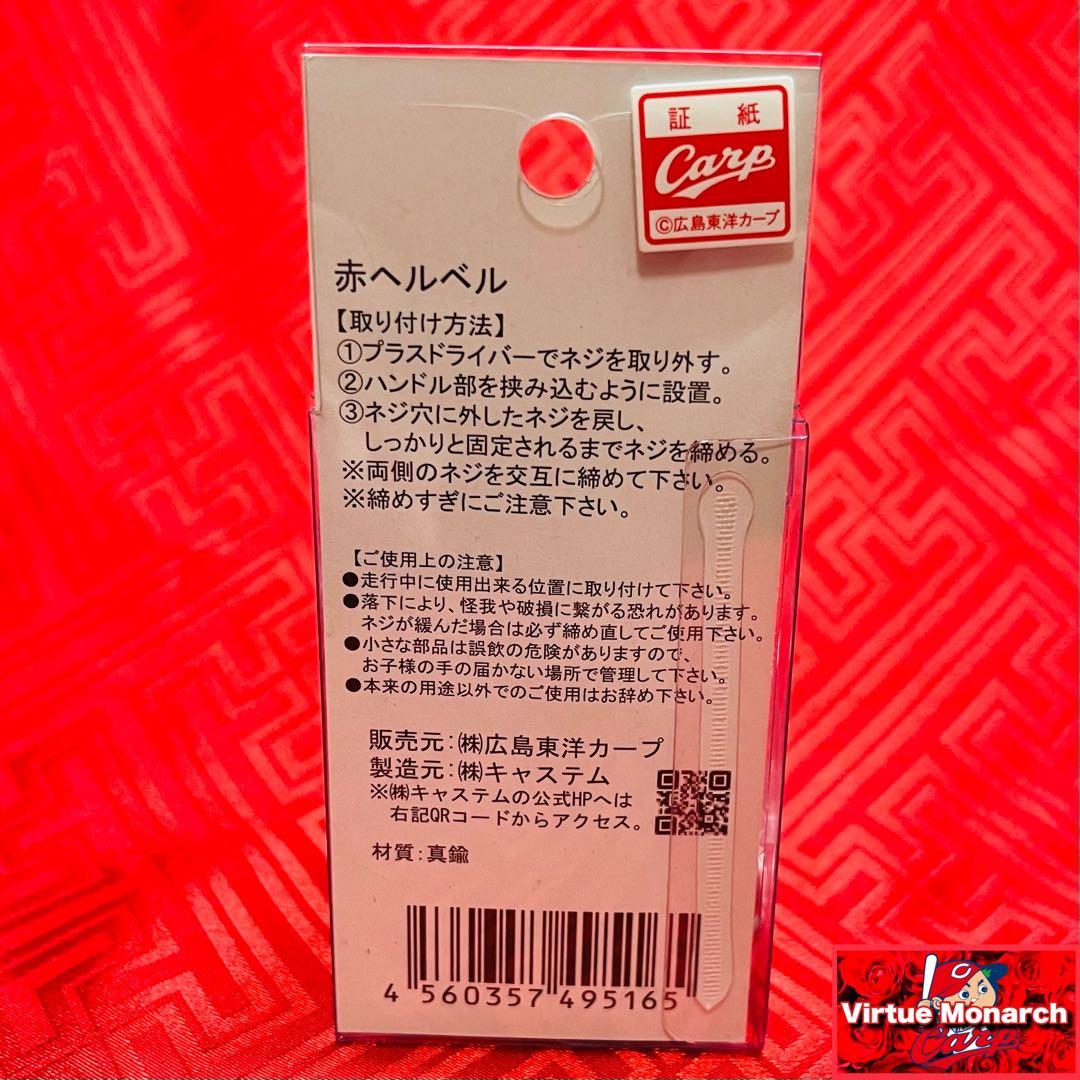 証 紙
Carp
©広島東洋カープ
赤ヘルベル
【取り付け方法】
①プラスドライバーでネジを取り外す。
②ハンドル部を挟み込むように設置。
③ネジ穴に外したネジを戻し、
しっかりと固定されるまでネジを締める。
※両側のネジを交互に締めて下さい。
※締めすぎにご注意下さい。
【ご使用上の注意】
●走行中に使用出来る位置に取り付けて下さい。
●落下により、怪我や破損に繋がる恐れがあります。
ネジが緩んだ場合は必ず締め直してご使用下さい。
●小さな部品は誤飲の危険がありますので、
お子様の手の届かない場所で管理して下さい。
●本来の用途以外でのご使用はお辞め下さい。
販売元:㈱広島東洋カープ
製造元:㈱キャステム
※㈱キャステムの公式HPへは
右記QRコードからアクセス。
材質:真鍮
4 560357 495165
Virtue Monarch
Carp